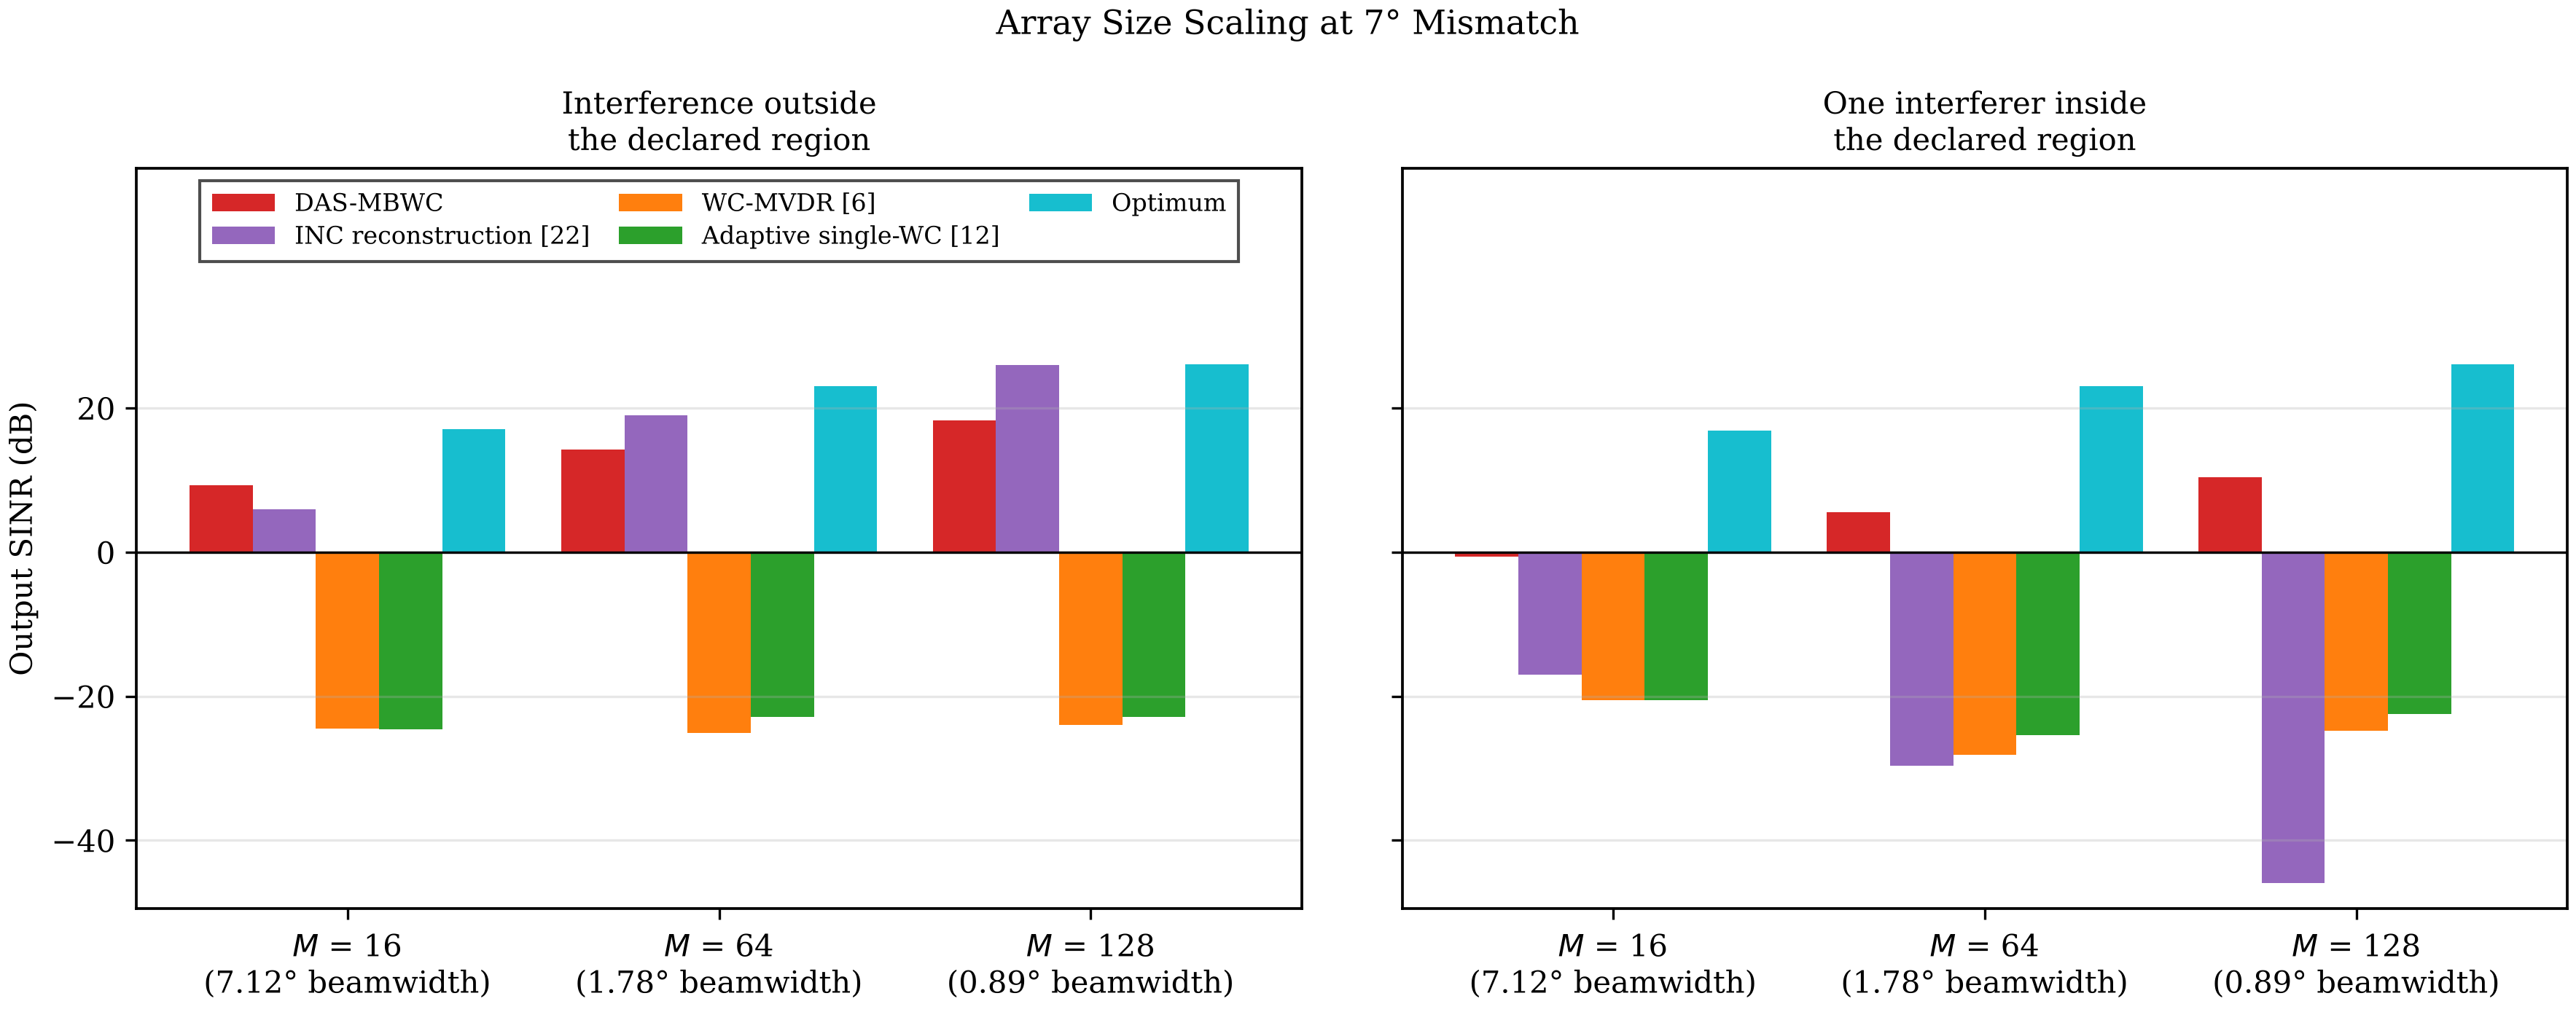 Array Size Scaling at 7° Mismatch
Interference outside
the declared region
One interferer inside
the declared region
DAS-MBWC
INC reconstruction [22]
WC-MVDR [6]
Adaptive single-WC [12]
Optimum
Output SINR (dB)
20
0
−20
−40
M = 16
(7.12° beamwidth)
M = 64
(1.78° beamwidth)
M = 128
(0.89° beamwidth)
M = 16
(7.12° beamwidth)
M = 64
(1.78° beamwidth)
M = 128
(0.89° beamwidth)